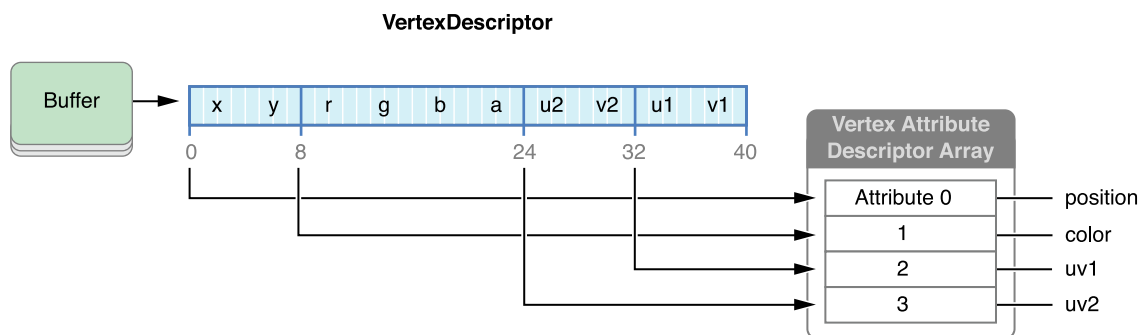 VertexDescriptor
Buffer
x y r g b a u2 v2 u1 v1
0 8 24 32 40
Vertex Attribute
Descriptor Array
Attribute 0 position
1 color
2 uv1
3 uv2